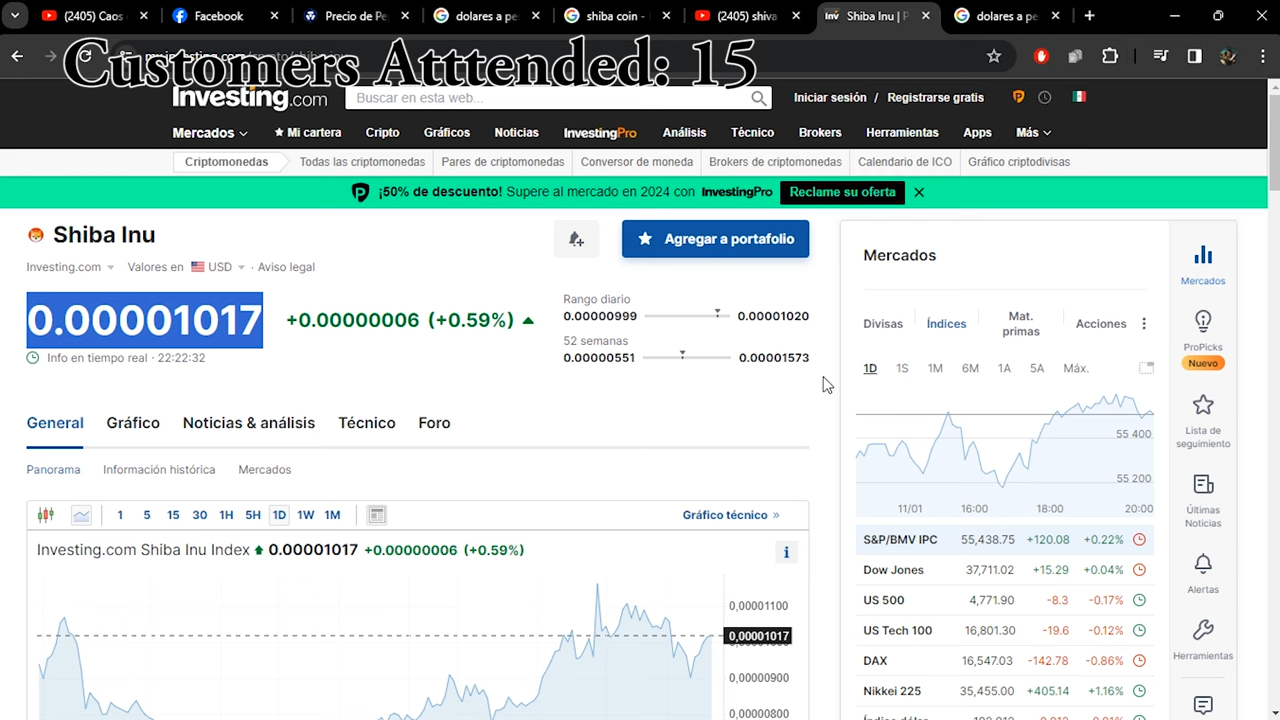 (2405) Caos
Facebook
Precio de Pe
dolares a pe
shiba coin -
(2405) shiva
Shiba Inu | P
dolares a pe
Customers Atttended: 15
Investing.com
Buscar en esta web...
Iniciar sesión / Registrarse gratis
Mercados
Mi cartera
Cripto
Gráficos
Noticias
InvestingPro
Análisis
Técnico
Brokers
Herramientas
Apps
Más
Criptomonedas
Todas las criptomonedas
Pares de criptomonedas
Conversor de moneda
Brokers de criptomonedas
Calendario de ICO
Gráfico criptodivisas
¡50% de descuento! Supere al mercado en 2024 con InvestingPro
Reclame su oferta
Shiba Inu
Agregar a portafolio
Investing.com
Valores en USD · Aviso legal
0.00001017
+0.00000006 (+0.59%)
Info en tiempo real · 22:22:32
Rango diario
0.00000999 0.00001020
52 semanas
0.00000551 0.00001573
General
Gráfico
Noticias & análisis
Técnico
Foro
Panorama
Información histórica
Mercados
1 5 15 30 1H 5H 1D 1W 1M
Gráfico técnico »
Investing.com Shiba Inu Index 0.00001017 +0.00000006 (+0.59%)
0,00001100
0,00001017
0,00000900
0,00000800
Mercados
Divisas
Índices
Mat. primas
Acciones
1D 1S 1M 6M 1A 5A Máx.
55 400
55 200
11/01 16:00 18:00 20:00
S&P/BMV IPC 55,438.75 +120.08 +0.22%
Dow Jones 37,711.02 +15.29 +0.04%
US 500 4,771.90 -8.3 -0.17%
US Tech 100 16,801.30 -19.6 -0.12%
DAX 16,547.03 -142.78 -0.86%
Nikkei 225 35,455.00 +405.14 +1.16%
Mercados
ProPicks
Nuevo
Lista de
seguimiento
Últimas
Noticias
Alertas
Herramientas